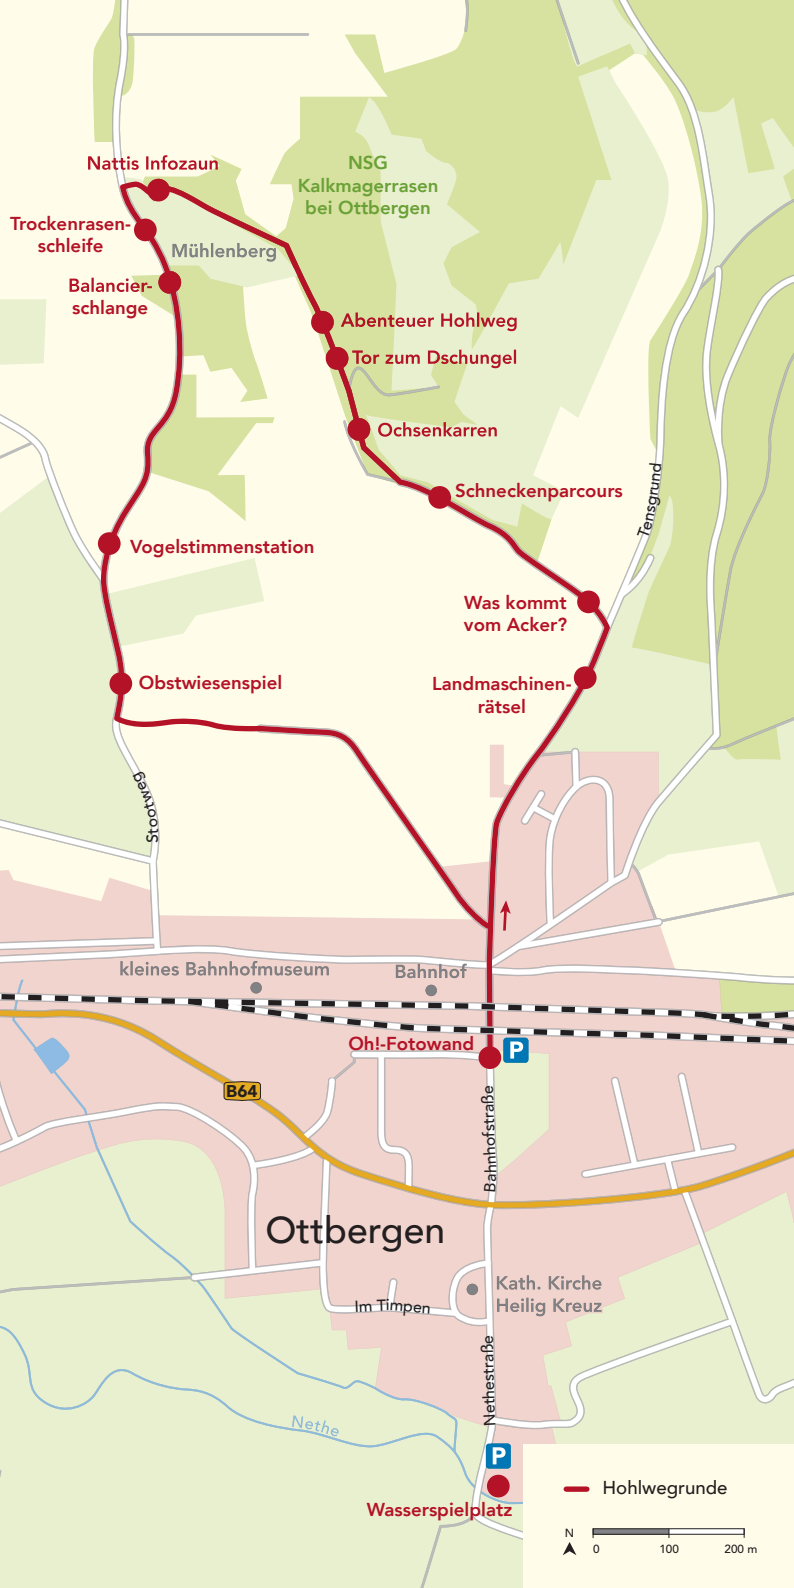 Nattis Infozaun
NSG
Kalkmagerrasen
bei Ottbergen
Trockenrasen-
schleife
Mühlenberg
Balancier-
schlange
Abenteuer Hohlweg
Tor zum Dschungel
Ochsenkarren
Schneckenparcours
Tensgrund
Vogelstimmenstation
Was kommt
vom Acker?
Obstwiesenspiel
Landmaschinen-
rätsel
Stootweg
kleines Bahnhofmuseum
Bahnhof
Oh!-Fotowand
P
B64
Bahnhofstraße
Ottbergen
Kath. Kirche
Heilig Kreuz
Im Timpen
Nethestraße
Nethe
P
Wasserspielplatz
Hohlwegrunde
N
0 100 200 m